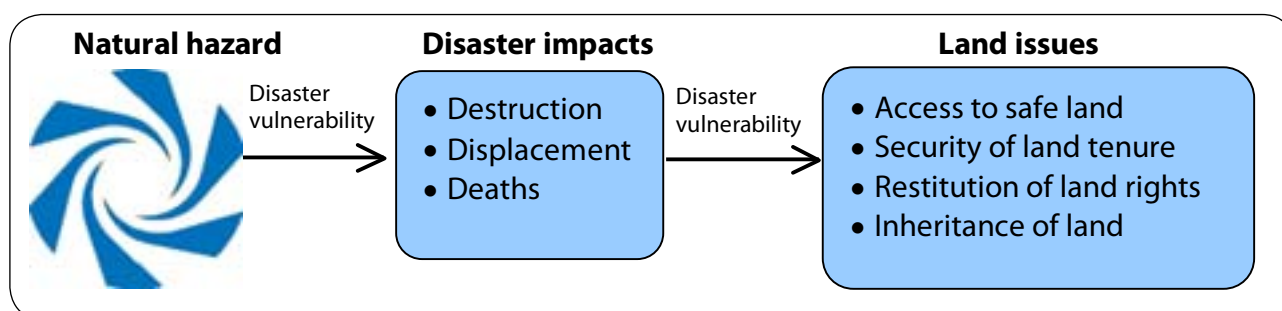 Natural hazard
Disaster
vulnerability
Disaster impacts
• Destruction
• Displacement
• Deaths
Disaster
vulnerability
Land issues
• Access to safe land
• Security of land tenure
• Restitution of land rights
• Inheritance of land